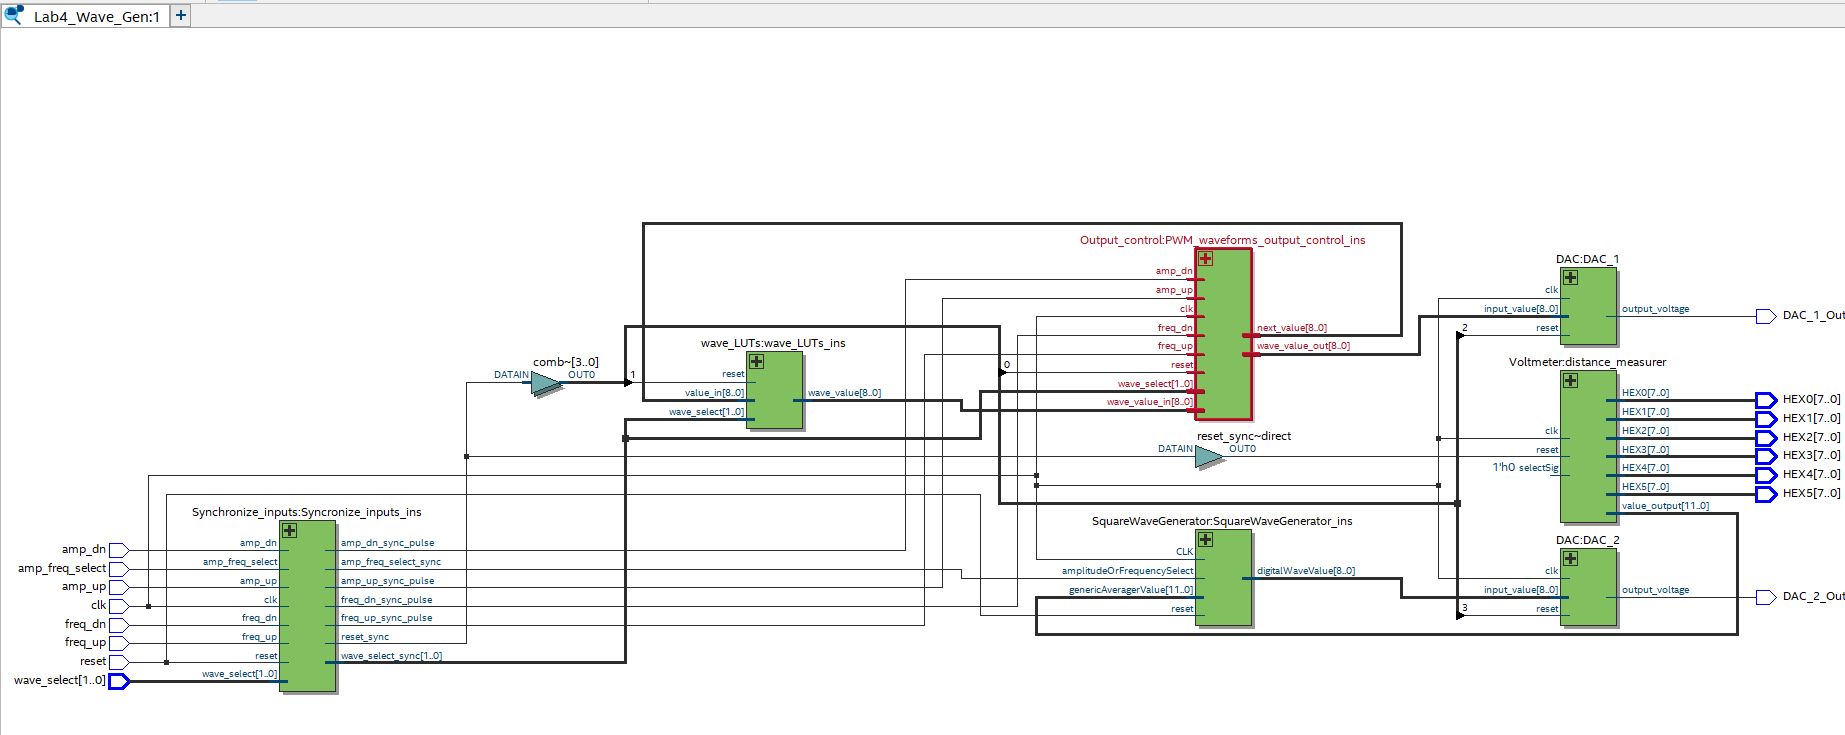 Lab4_Wave_Gen:1
Output_control:PWM_waveforms_output_control_ins
amp_dn
amp_up
clk
freq_dn
freq_up
reset
wave_select[1..0]
wave_value_in[8..0]
next_value[8..0]
wave_value_out[8..0]
0
DAC:DAC_1
clk
input_value[8..0]
reset
output_voltage
2
DAC_1_Out
wave_LUTs:wave_LUTs_ins
reset
value_in[8..0]
wave_select[1..0]
wave_value[8..0]
comb~[3..0]
DATAIN
OUT0
1
Voltmeter:distance_measurer
clk
reset
1'h0 selectSig
HEX0[7..0]
HEX1[7..0]
HEX2[7..0]
HEX3[7..0]
HEX4[7..0]
HEX5[7..0]
value_output[11..0]
HEX0[7..0]
HEX1[7..0]
HEX2[7..0]
HEX3[7..0]
HEX4[7..0]
HEX5[7..0]
reset_sync~direct
DATAIN
OUT0
Synchronize_inputs:Syncronize_inputs_ins
amp_dn
amp_freq_select
amp_up
clk
freq_dn
freq_up
reset
wave_select[1..0]
amp_dn
amp_freq_select
amp_up
clk
freq_dn
freq_up
reset
wave_select[1..0]
amp_dn_sync_pulse
amp_freq_select_sync
amp_up_sync_pulse
freq_dn_sync_pulse
freq_up_sync_pulse
reset_sync
wave_select_sync[1..0]
SquareWaveGenerator:SquareWaveGenerator_ins
CLK
amplitudeOrFrequencySelect
genericAveragerValue[11..0]
reset
digitalWaveValue[8..0]
DAC:DAC_2
clk
input_value[8..0]
reset
output_voltage
3
DAC_2_Out